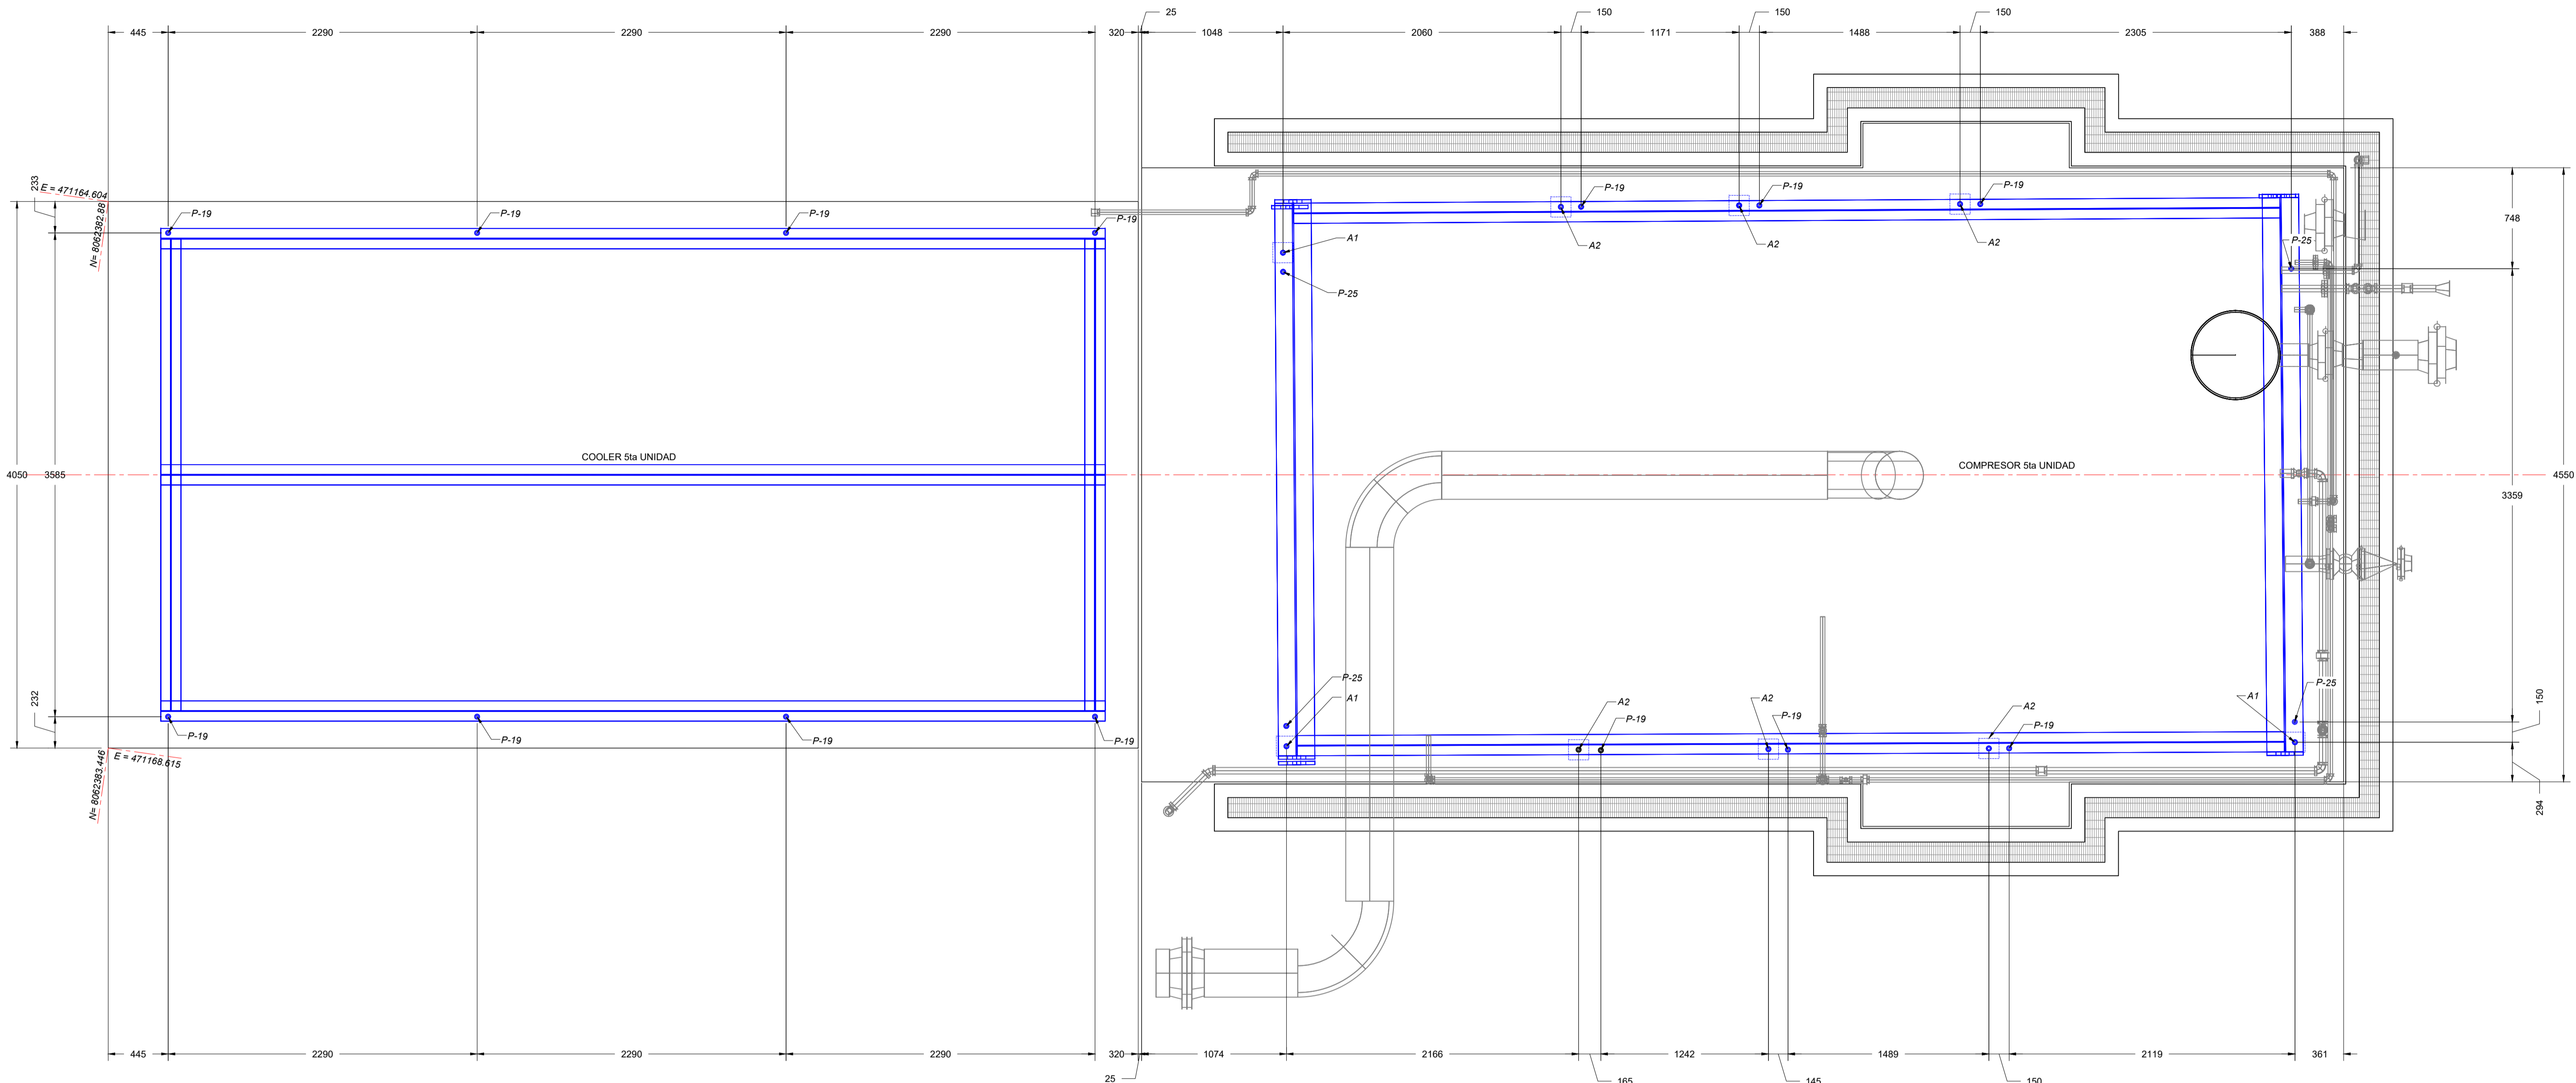 25
150
150
150
445
2290
2290
2290
320
1048
2060
1171
1488
2305
388
233
E = 471164.604
N= 8062382.881
P-19
P-19
P-19
P-19
P-19
P-19
P-19
A2
A2
A2
A1
P-25
P-25
748
4050
3585
COOLER 5ta UNIDAD
COMPRESOR 5ta UNIDAD
4550
3359
P-25
A1
P-25
A1
150
232
A2
P-19
A2
P-19
A2
P-19
P-19
P-19
P-19
P-19
E = 471168.615
N= 8062383.446
294
445
2290
2290
2290
320
1074
2166
1242
1489
2119
361
25
165
145
150